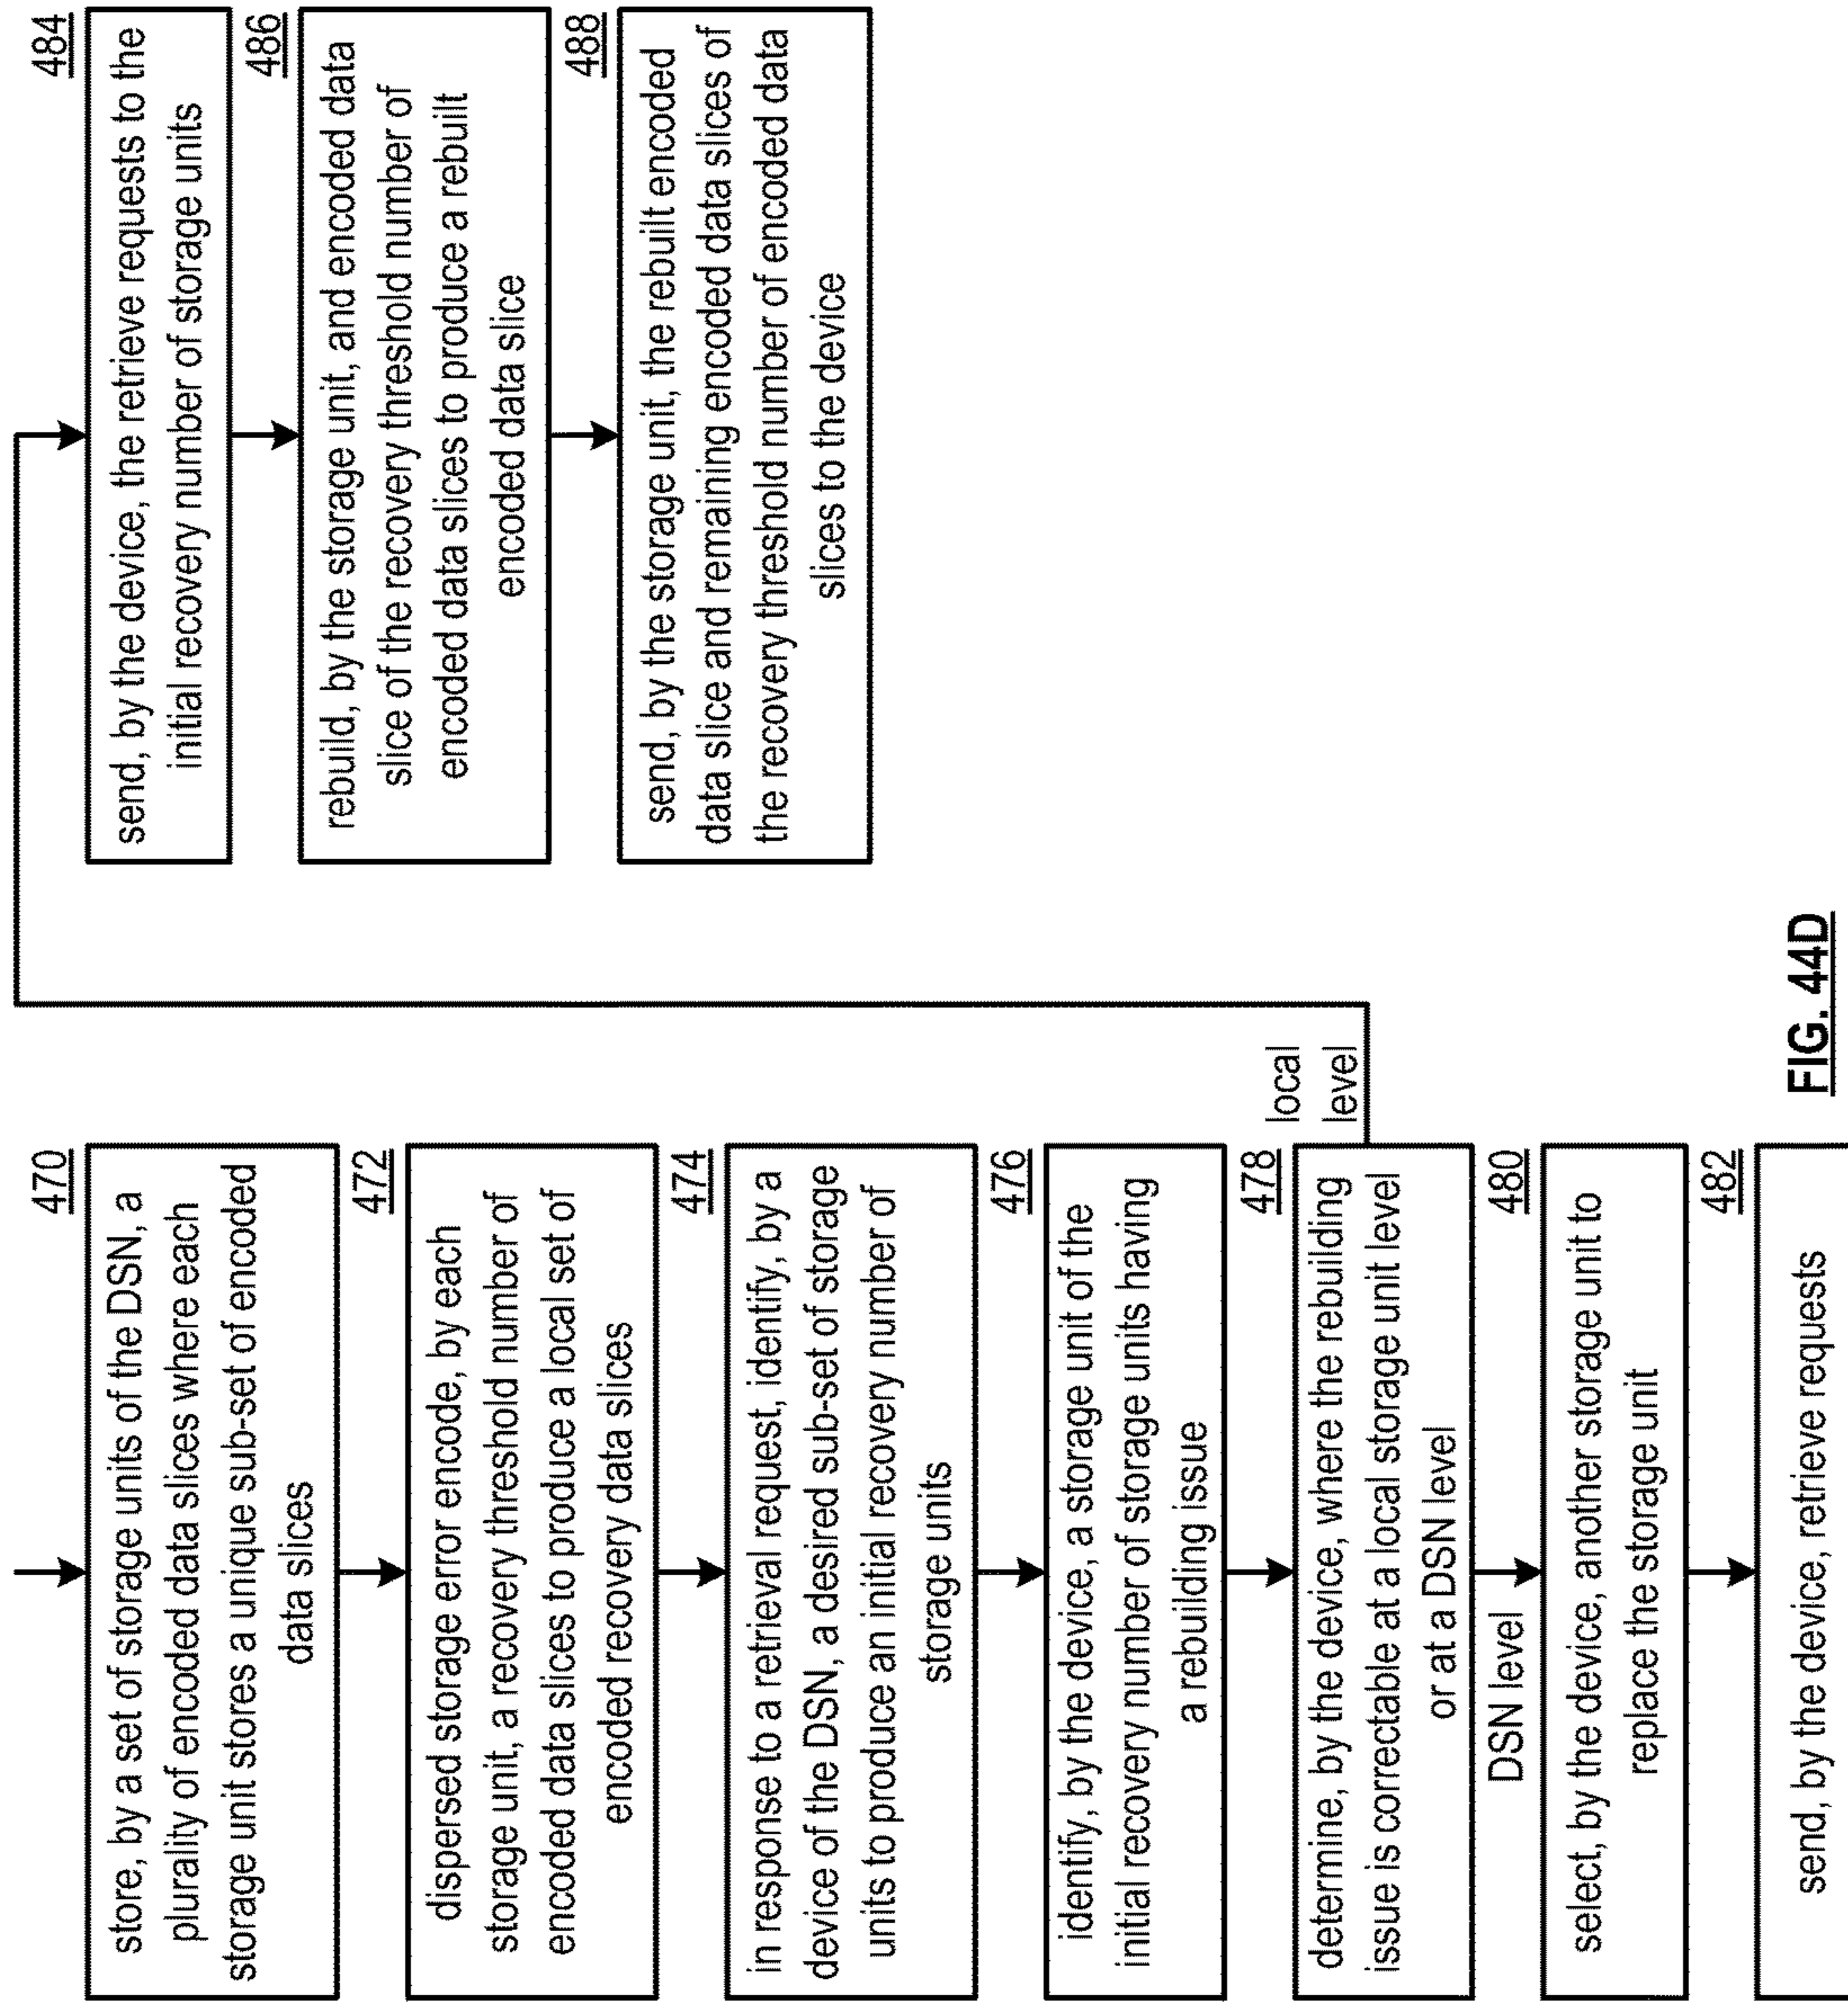 470
store, by a set of storage units of the DSN, a
plurality of encoded data slices where each
storage unit stores a unique sub-set of encoded
data slices
472
dispersed storage error encode, by each
storage unit, a recovery threshold number of
encoded data slices to produce a local set of
encoded recovery data slices
474
in response to a retrieval request, identify, by a
device of the DSN, a desired sub-set of storage
units to produce an initial recovery number of
storage units
476
identify, by the device, a storage unit of the
initial recovery number of storage units having
a rebuilding issue
478
determine, by the device, where the rebuilding
issue is correctable at a local storage unit level
or at a DSN level
local
level
DSN level
480
select, by the device, another storage unit to
replace the storage unit
482
send, by the device, retrieve requests
484
send, by the device, the retrieve requests to the
initial recovery number of storage units
486
rebuild, by the storage unit, and encoded data
slice of the recovery threshold number of
encoded data slices to produce a rebuilt
encoded data slice
488
send, by the storage unit, the rebuilt encoded
data slice and remaining encoded data slices of
the recovery threshold number of encoded data
slices to the device
FIG. 44D